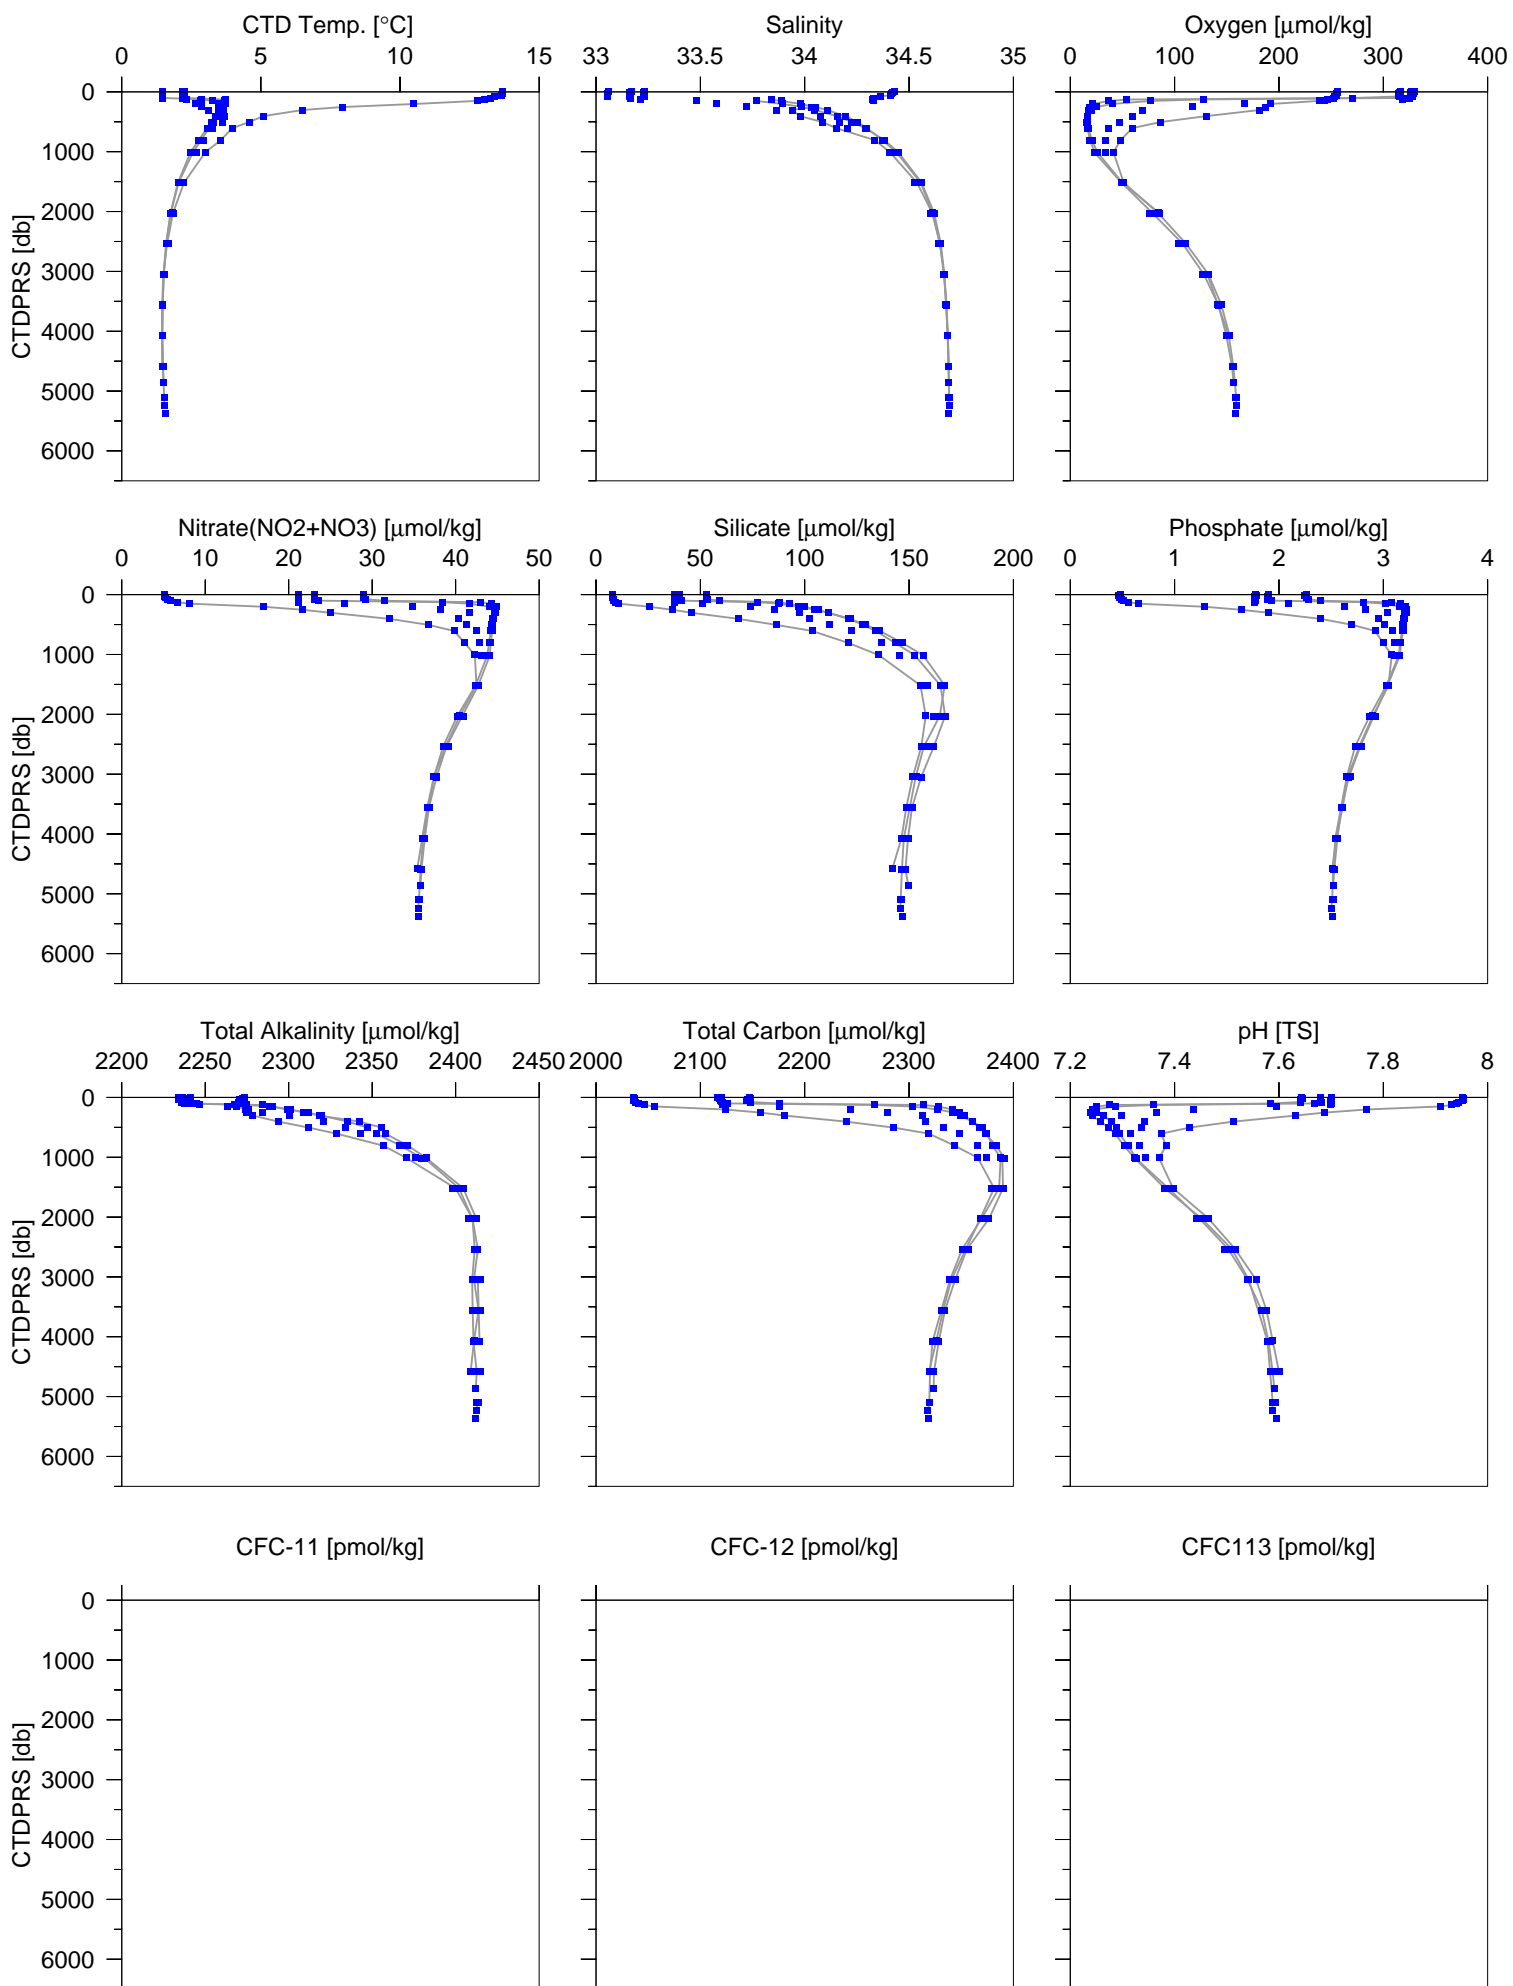 CTD Temp. [°C] Salinity Oxygen [μmol/kg]
0 5 10 15 33 33.5 34 34.5 35 0 100 200 300 400
0
1000
2000
3000
4000
5000
6000
CTDPRS [db]
Nitrate(NO2+NO3) [μmol/kg] Silicate [μmol/kg] Phosphate [μmol/kg]
0 10 20 30 40 50 0 50 100 150 200 0 1 2 3 4
0
1000
2000
3000
4000
5000
6000
CTDPRS [db]
Total Alkalinity [μmol/kg] Total Carbon [μmol/kg] pH [TS]
2200 2250 2300 2350 2400 2450 2000 2100 2200 2300 2400 7.2 7.4 7.6 7.8 8
0
1000
2000
3000
4000
5000
6000
CTDPRS [db]
CFC-11 [pmol/kg] CFC-12 [pmol/kg] CFC113 [pmol/kg]
0
1000
2000
3000
4000
5000
6000
CTDPRS [db]